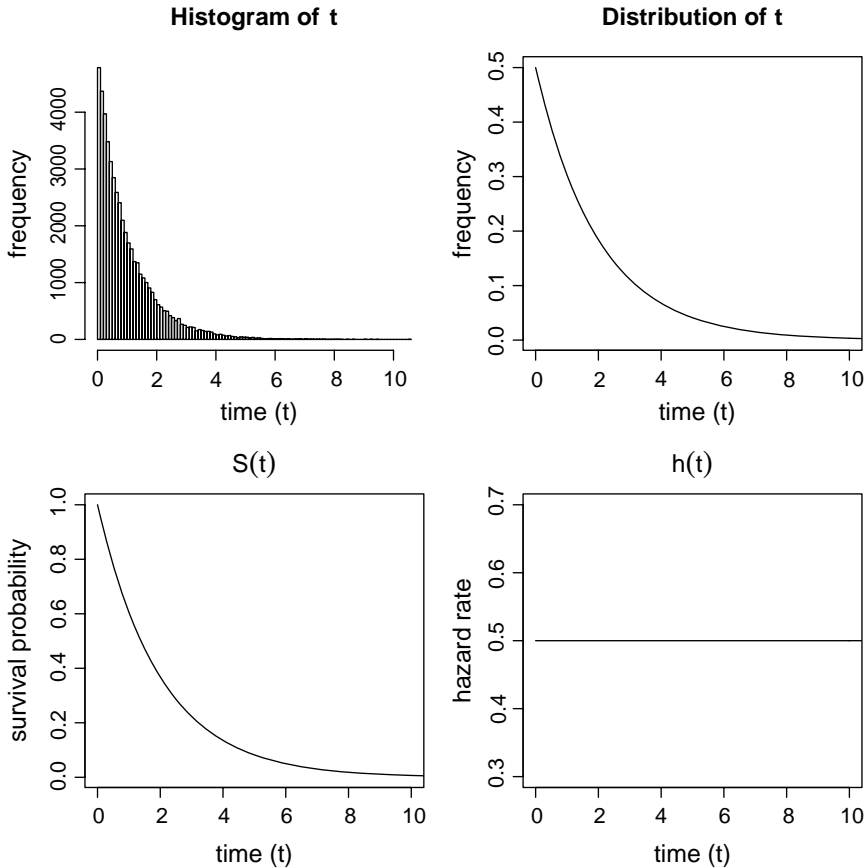 Histogram of t
frequency
0 1000 2000 3000 4000
0 2 4 6 8 10
time (t)
Distribution of t
frequency
0.0 0.1 0.2 0.3 0.4 0.5
0 2 4 6 8 10
time (t)
S(t)
survival probability
0.0 0.2 0.4 0.6 0.8 1.0
0 2 4 6 8 10
time (t)
h(t)
hazard rate
0.3 0.4 0.5 0.6 0.7
0 2 4 6 8 10
time (t)